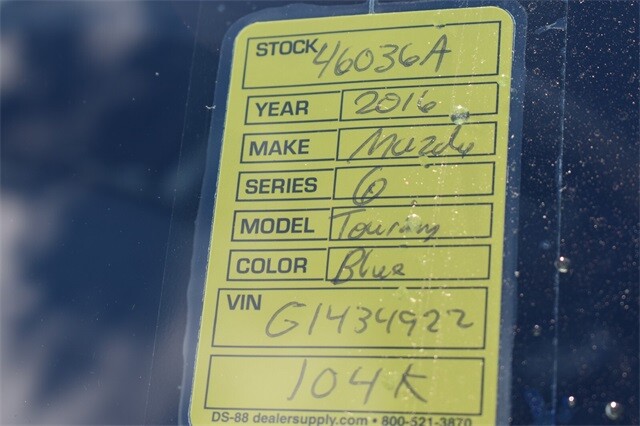 STOCK 46036A
YEAR 2016
MAKE Mazda
SERIES 6
MODEL Touring
COLOR Blue
VIN G1434922
104K
DS-88 dealersupply.com • 800-521-3870